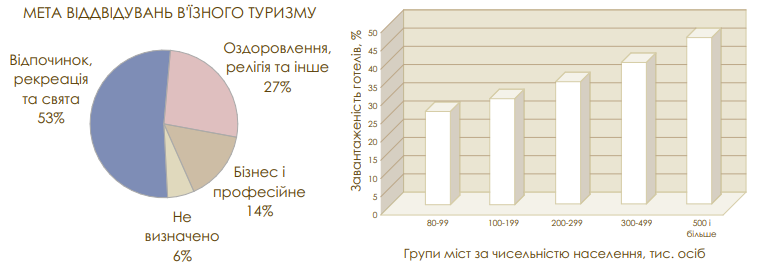 МЕТА ВІДДВІДУВАНЬ В'ЇЗНОГО ТУРИЗМУ
Відпочинок,
рекреація
та свята
53%
Оздоровлення,
релігія та інше
27%
Бізнес і
професійне
14%
Не
визначено
6%
Завантаженість готелів, %
50
45
40
35
30
25
20
15
10
5
0
80-99
100-199
200-299
300-499
500 і
більше
Групи міст за чисельністю населення, тис. осіб